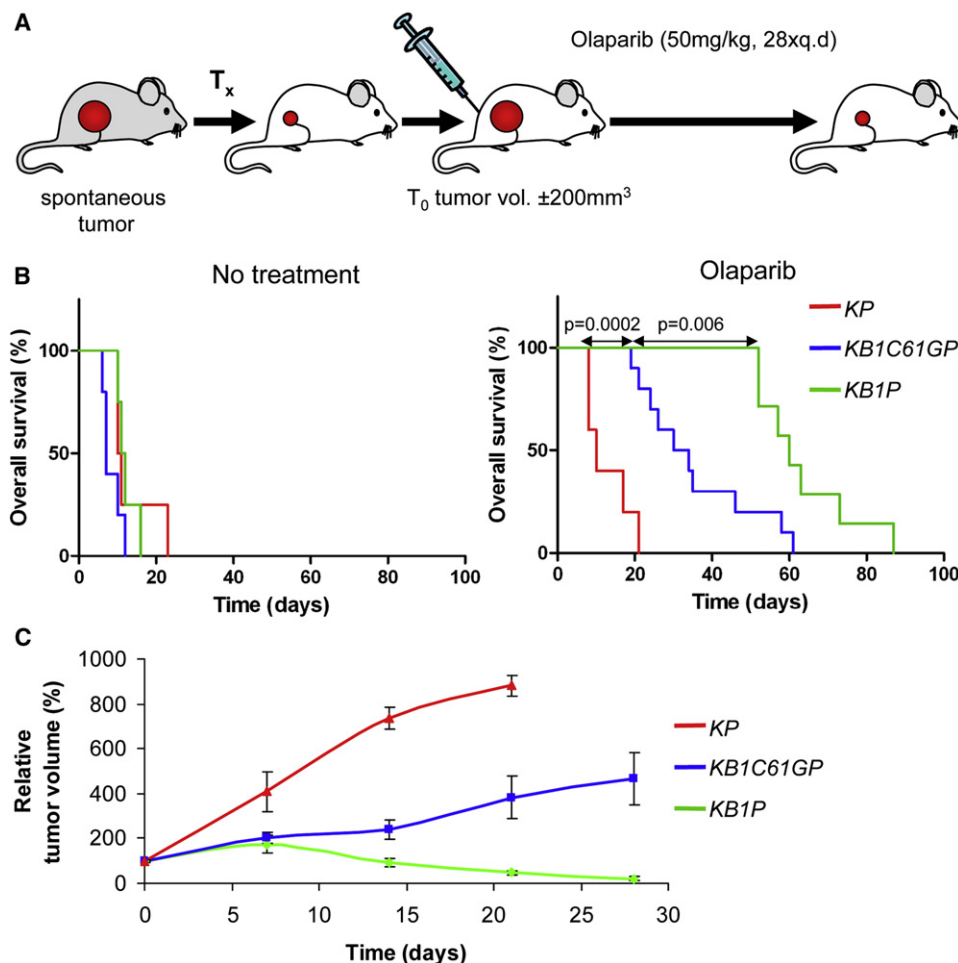 A
Olaparib (50mg/kg, 28xq.d)
Tx
spontaneous
tumor
T0 tumor vol. ±200mm3
B
No treatment
Olaparib
Overall survival (%)
100
50
0
0 20 40 60 80 100
Time (days)
p=0.0002 p=0.006
Overall survival (%)
100
50
0
0 20 40 60 80 100
Time (days)
KP
KB1C61GP
KB1P
C
Relative
tumor volume (%)
1000
800
600
400
200
0
0 5 10 15 20 25 30
Time (days)
KP
KB1C61GP
KB1P